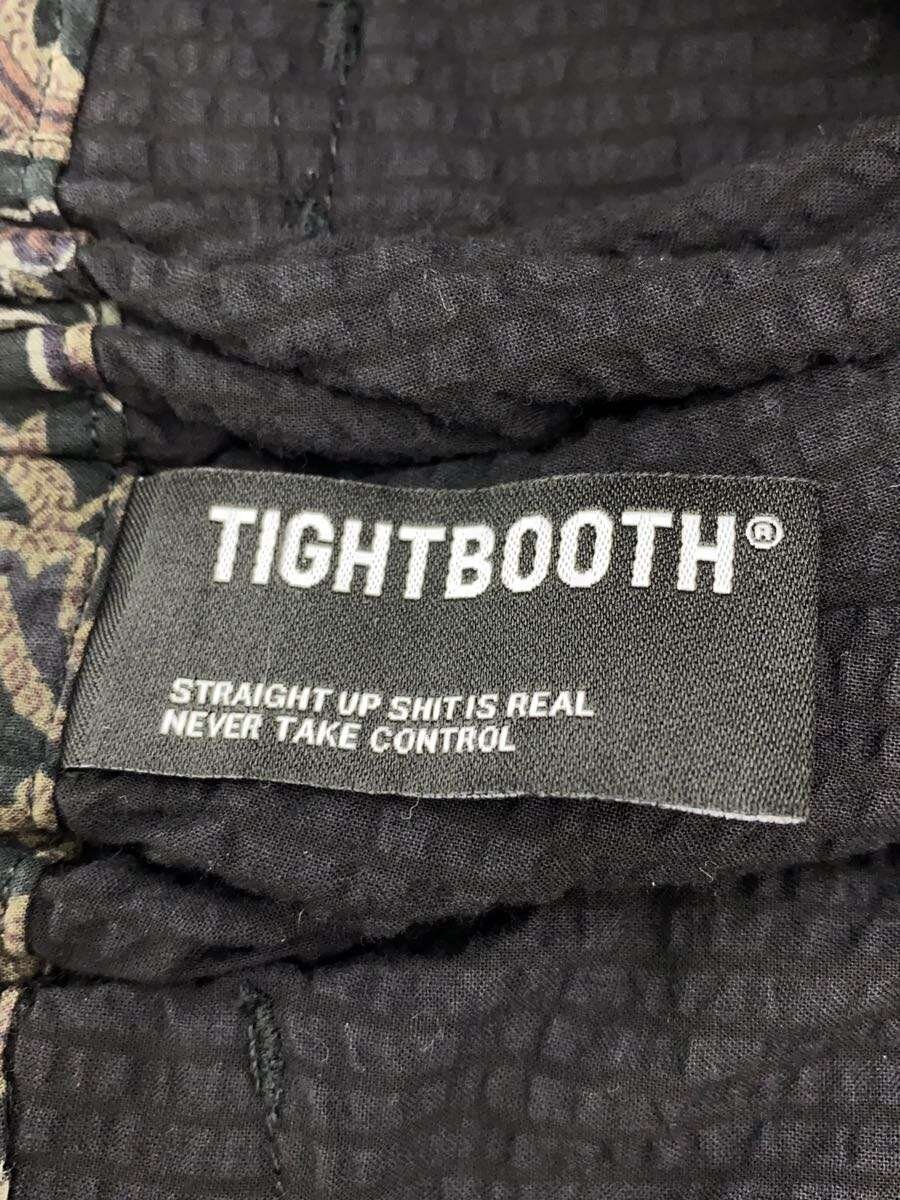 TIGHTBOOTH®
STRAIGHT UP SHIT IS REAL
NEVER TAKE CONTROL